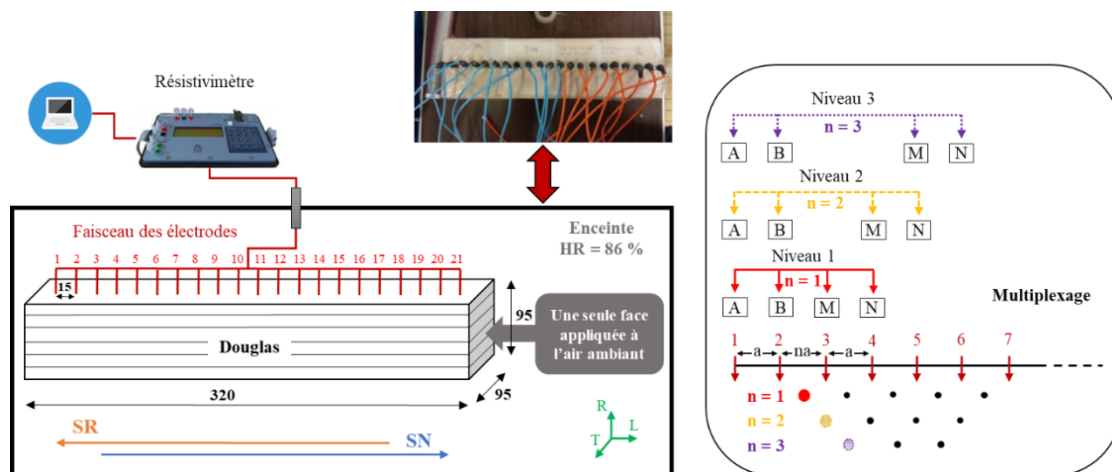 Résistivimètre
Faisceau des électrodes
Enceinte
HR = 86 %
1 2 3 4 5 6 7 8 9 10 11 12 13 14 15 16 17 18 19 20 21
15
95
Une seule face
appliquée à
l'air ambiant
Douglas
320
95
SR
SN
R
T
L
Niveau 3
n = 3
A B M N
Niveau 2
n = 2
A B M N
Niveau 1
n = 1
A B M N
Multiplexage
1 2 3 4 5 6 7
a na a
n = 1
n = 2
n = 3